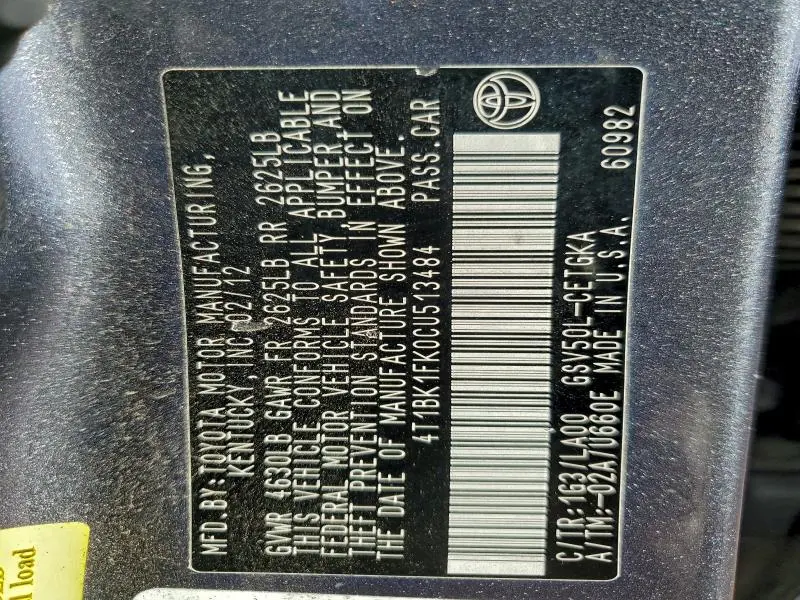 MFD.BY:TOYOTA MOTOR MANUFACTURING,
KENTUCKY, INC 02/12
GVWR 4630LB GAWR FR 2625LB RR 2625LB
THIS VEHICLE CONFORMS TO ALL APPLICABLE
FEDERAL MOTOR VEHICLE SAFETY, BUMPER, AND
THEFT PREVENTION STANDARDS IN EFFECT ON
THE DATE OF MANUFACTURE SHOWN ABOVE.
4T1BK1FK0CU513484 PASS.CAR
C/TR:1G3/LA00 GSV50L-CETGKA
A/TM:-02A/U660E MADE IN U.S.A. 60982
load